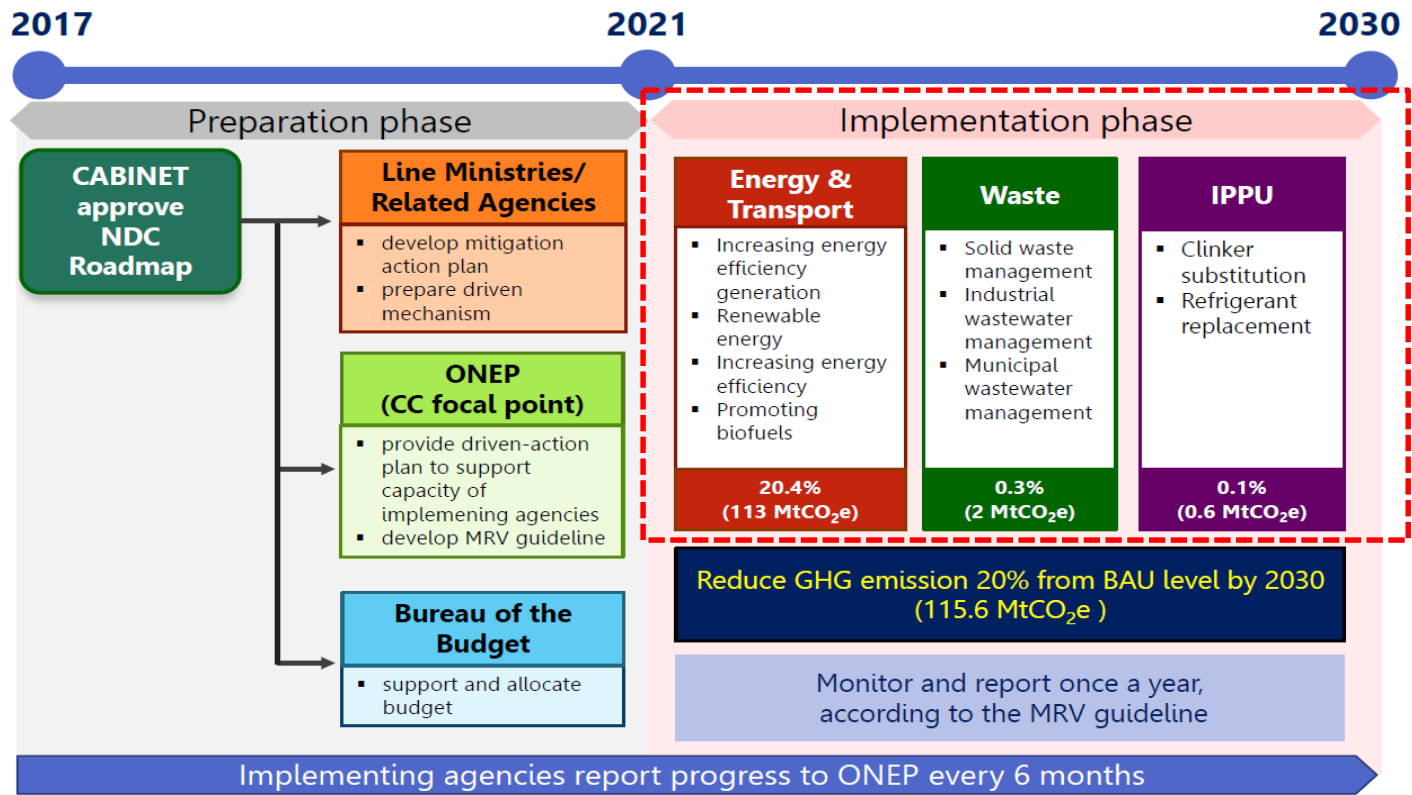 2017
2021
2030
Preparation phase
Implementation phase
CABINET
approve
NDC
Roadmap
Line Ministries/
Related Agencies
▪ develop mitigation
action plan
▪ prepare driven
mechanism
ONEP
(CC focal point)
▪ provide driven-action
plan to support
capacity of
implemening agencies
▪ develop MRV guideline
Bureau of the
Budget
▪ support and allocate
budget
Energy &
Transport
▪ Increasing energy
efficiency
generation
▪ Renewable
energy
▪ Increasing energy
efficiency
▪ Promoting
biofuels
20.4%
(113 MtCO₂e)
Waste
▪ Solid waste
management
▪ Industrial
wastewater
management
▪ Municipal
wastewater
management
0.3%
(2 MtCO₂e)
IPPU
▪ Clinker
substitution
▪ Refrigerant
replacement
0.1%
(0.6 MtCO₂e)
Reduce GHG emission 20% from BAU level by 2030
(115.6 MtCO₂e )
Monitor and report once a year,
according to the MRV guideline
Implementing agencies report progress to ONEP every 6 months